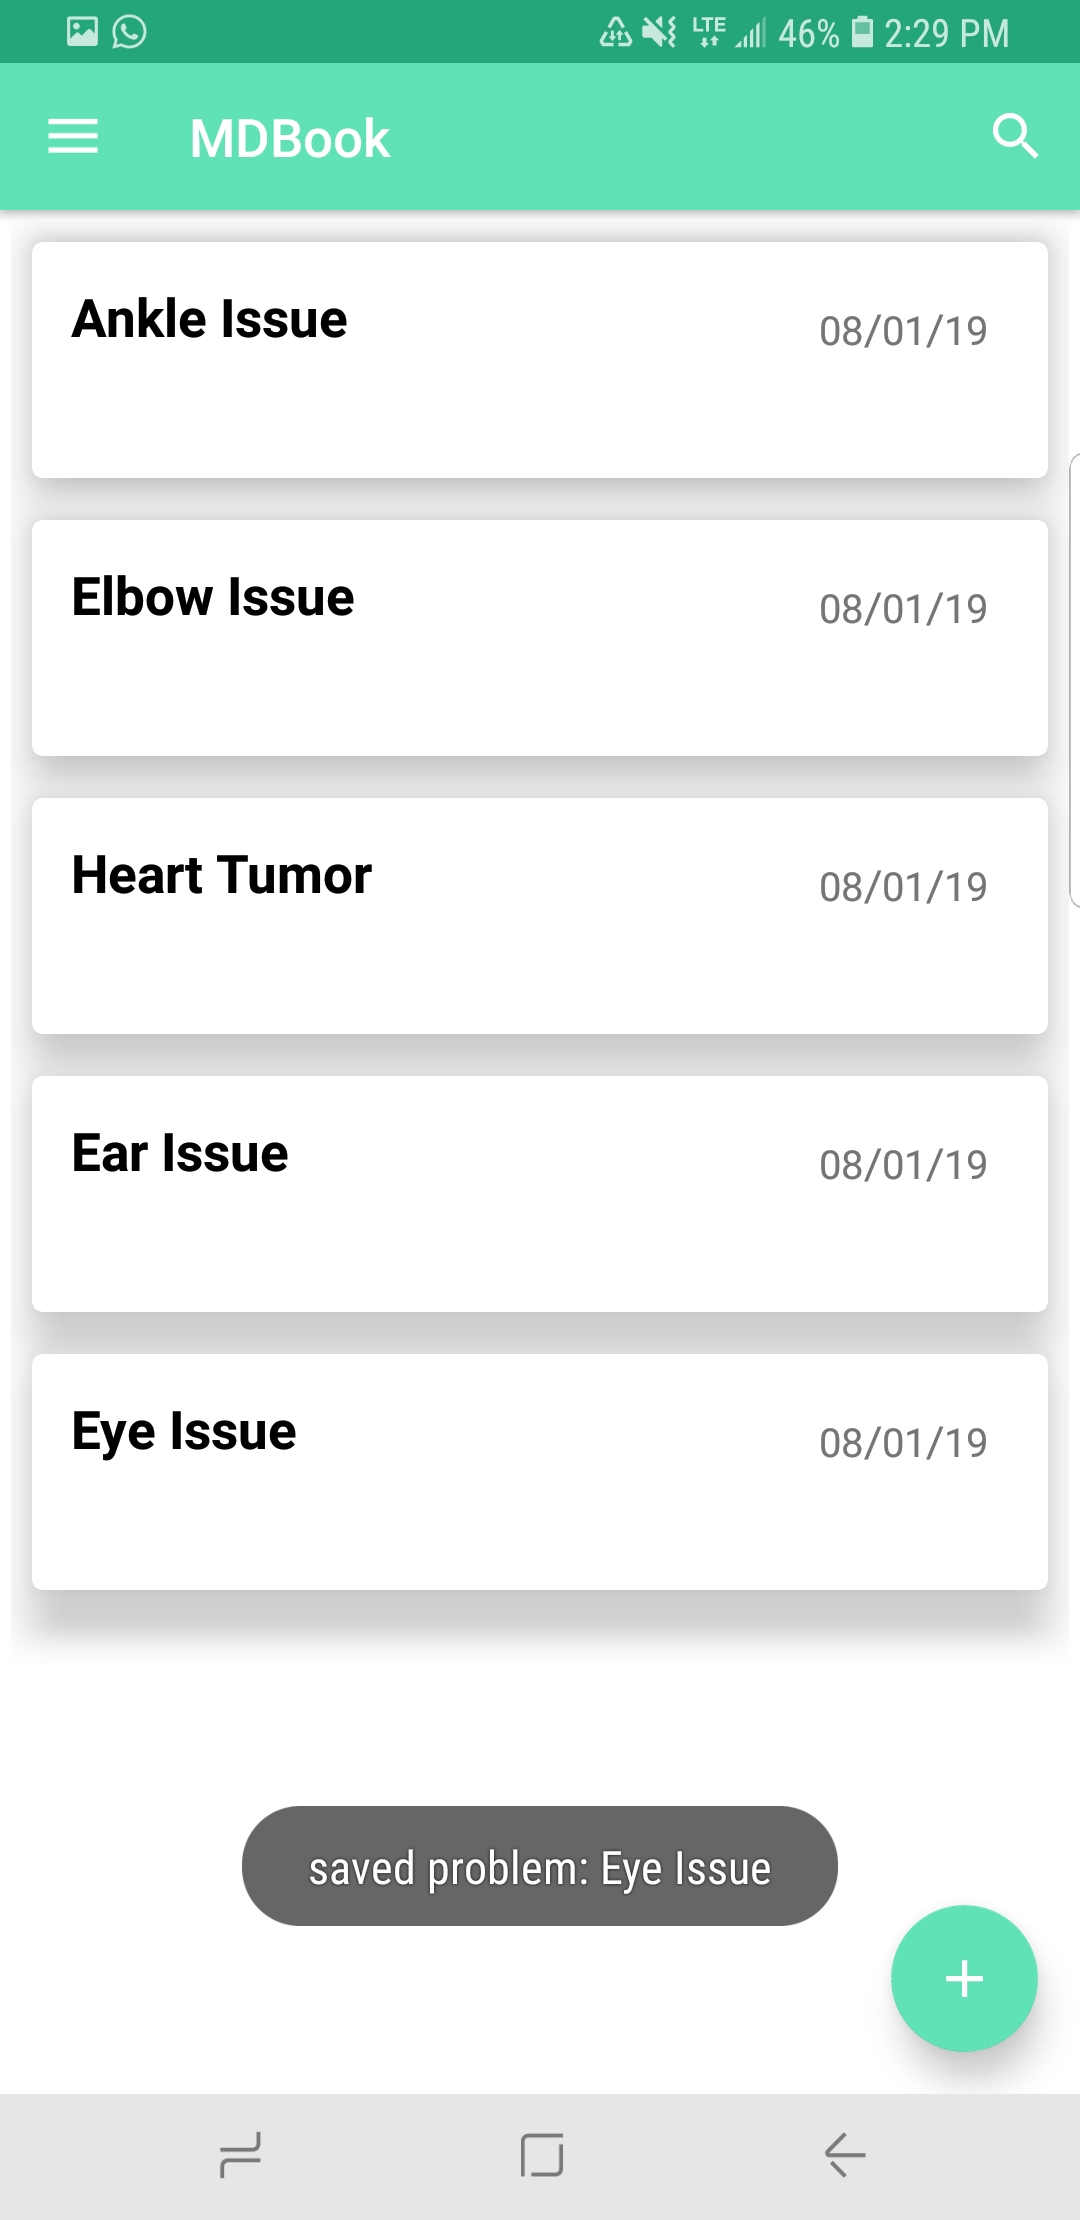 LTE 46% 2:29 PM
MDBook
Ankle Issue
08/01/19
Elbow Issue
08/01/19
Heart Tumor
08/01/19
Ear Issue
08/01/19
Eye Issue
08/01/19
saved problem: Eye Issue